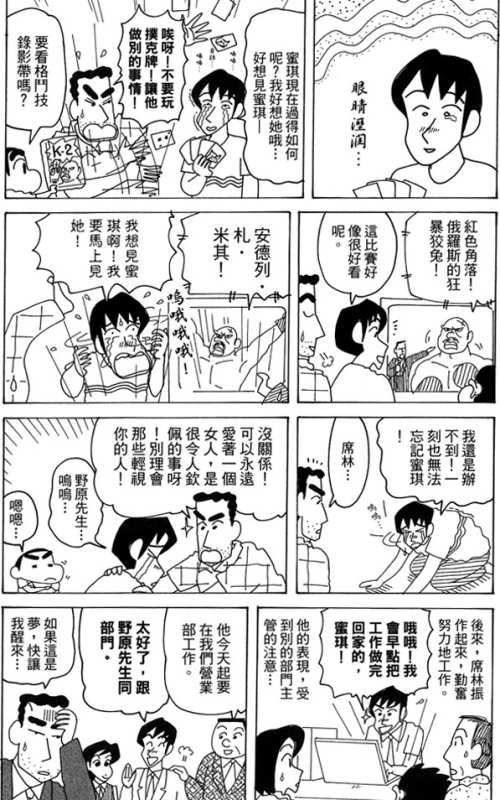 眼睛溼潤…
蜜琪現在過得如何
呢？我好想她哦…
好想見蜜琪—
唉呀！不要玩
撲克牌！讓他
做別的事情！
要看格鬥技
錄影帶嗎？
K-2
紅色角落！
俄羅斯的狂
暴狡兔！
這比賽好
像很好看
呢。
安德列．
札．
米其！
嗚哦哦哦！
我想見蜜
琪啊！我
要馬上見
她！
我還是辦
不到！一
刻也無法
忘記蜜琪
！
席林…
沒關係！
可以永遠
愛著一個
女人，是
很令人欽
佩的事呀
！別理會
那些輕視
你的人！
野原先生…
嗚嗚…
嗯嗯…
後來，席林振
作起來，勤奮
努力地工作。
哦哦！我
會早點把
工作做完
回家的，
蜜琪！
他的表現，受
到別的部門主
管的注意…
他今天起要
在我們營業
部工作。
太好了，跟
野原先生同
部門。
如果這是
夢，快讓
我醒來…